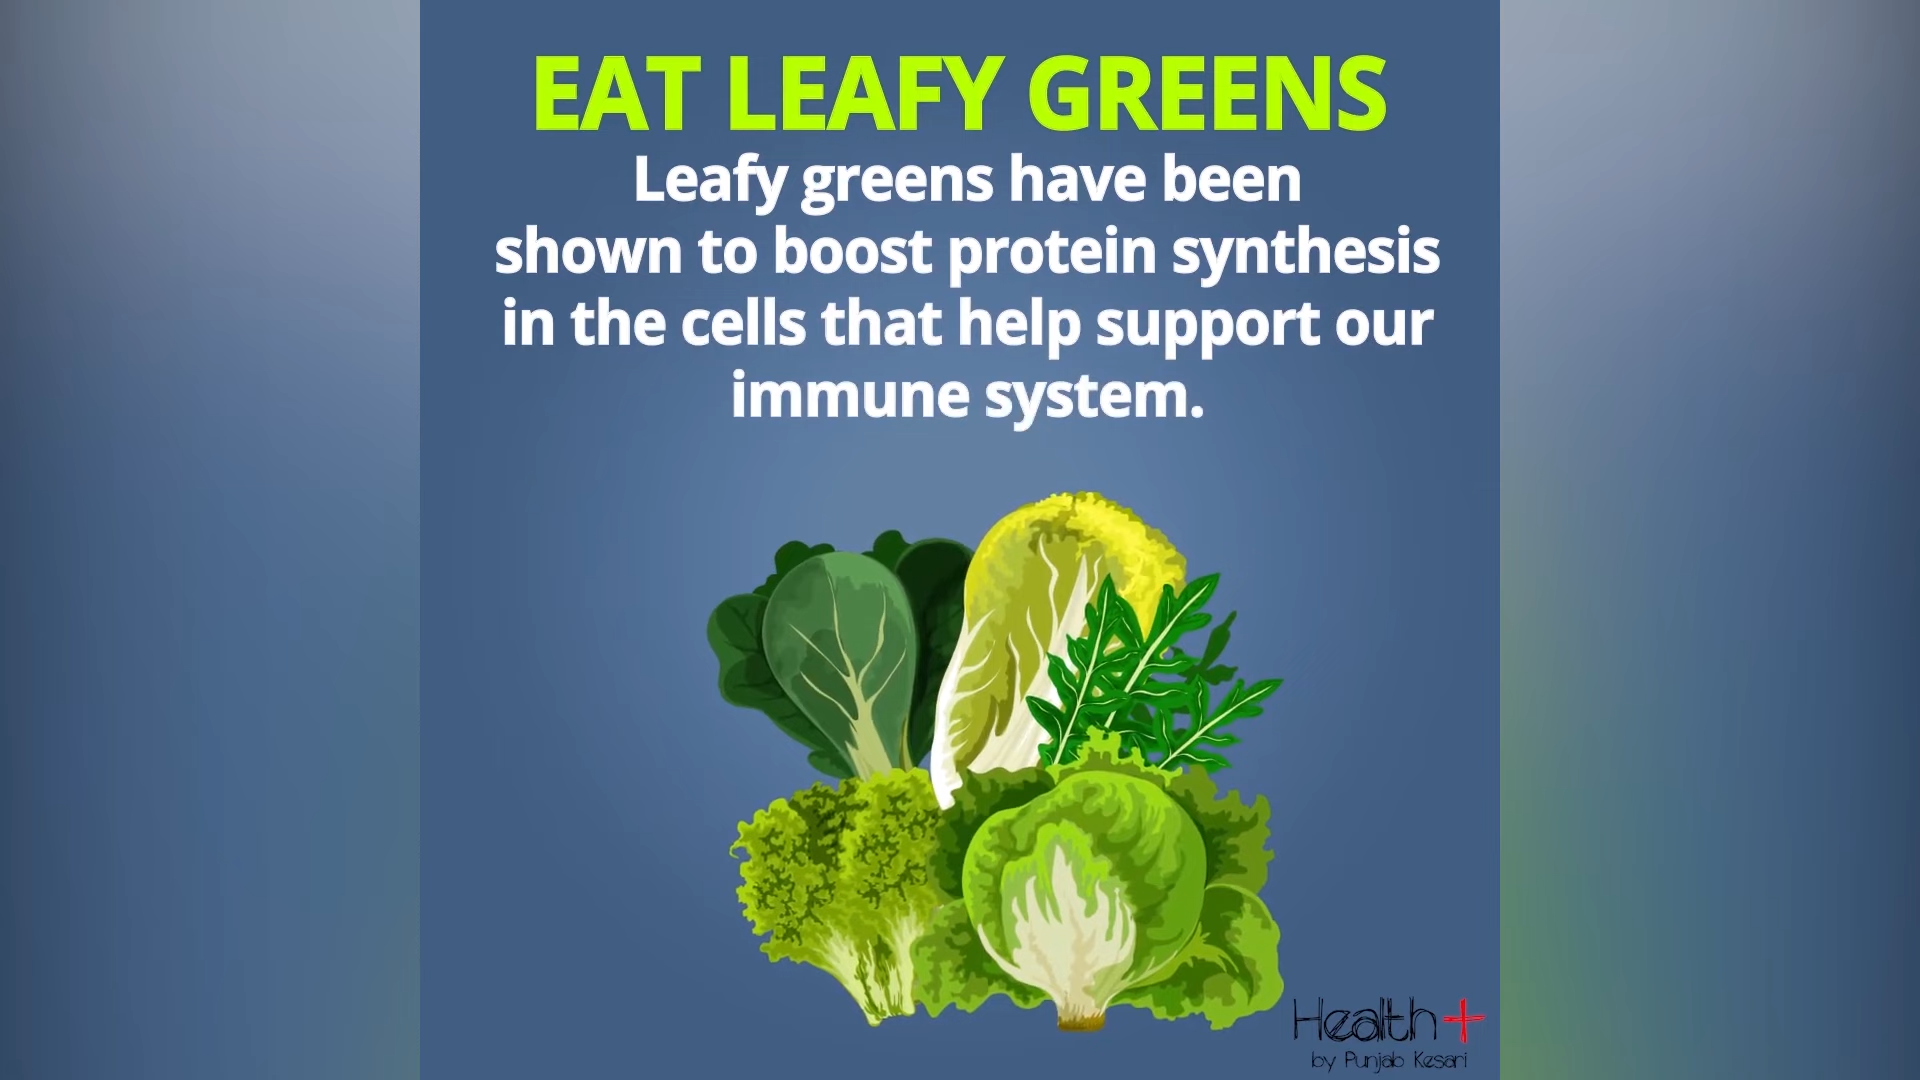 EAT LEAFY GREENS
Leafy greens have been
shown to boost protein synthesis
in the cells that help support our
immune system.
Health+
by Punjab Kesari